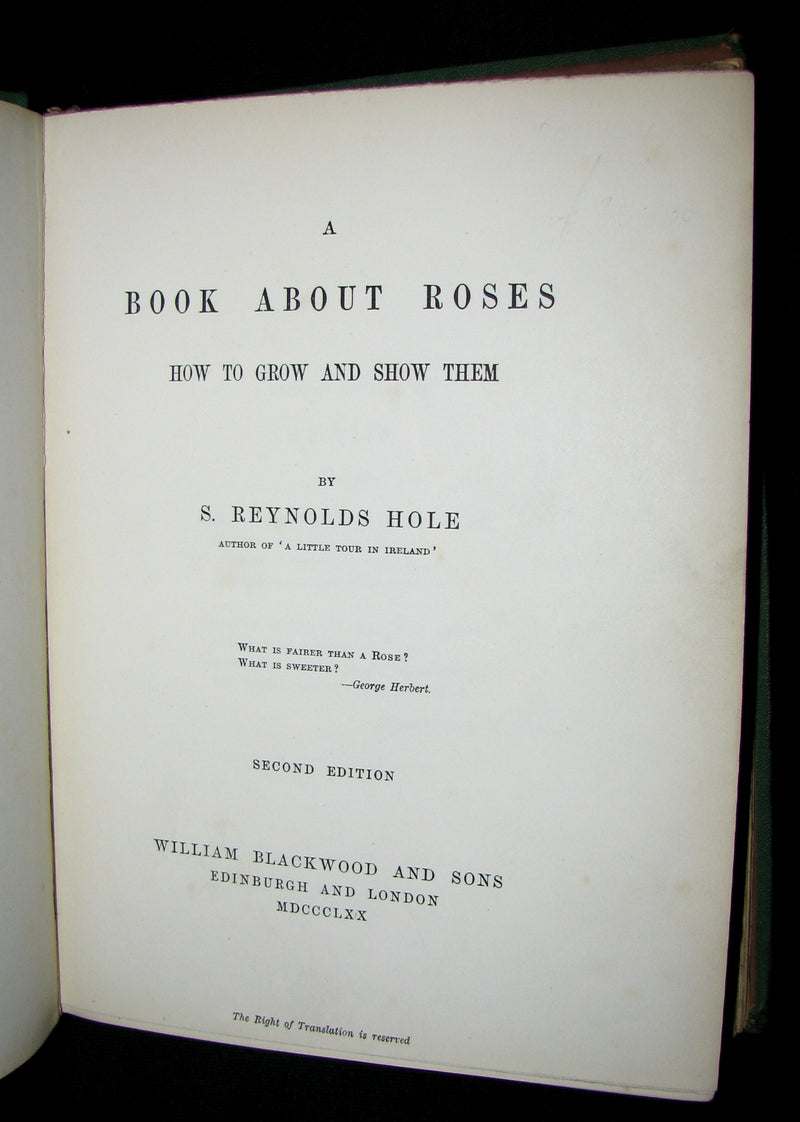 A
BOOK ABOUT ROSES
HOW TO GROW AND SHOW THEM
BY
S. REYNOLDS HOLE
AUTHOR OF ‘A LITTLE TOUR IN IRELAND’
WHAT IS FAIRER THAN A ROSE?
WHAT IS SWEETER?
—George Herbert.
SECOND EDITION
WILLIAM BLACKWOOD AND SONS
EDINBURGH AND LONDON
MDCCCLXX
The Right of Translation is reserved